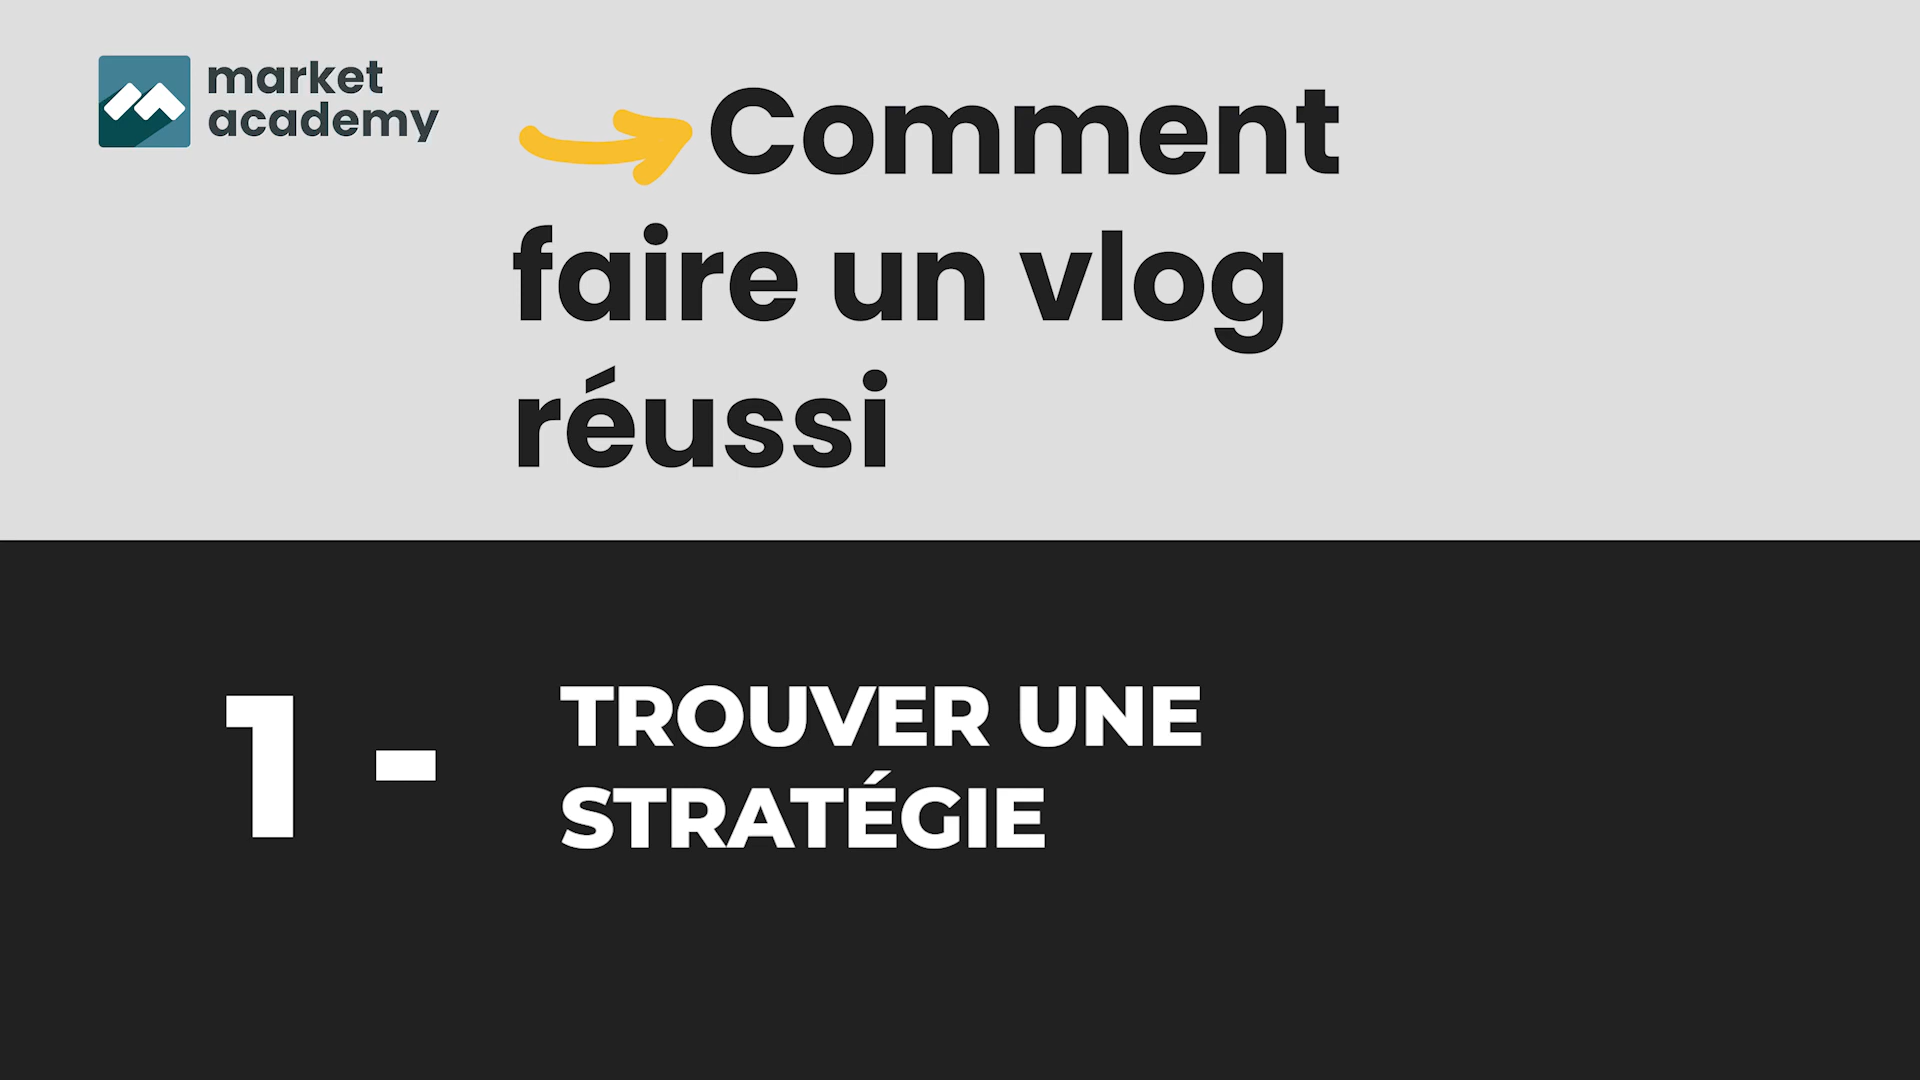 market
academy
Comment
faire un vlog
réussi
1 -
TROUVER UNE
STRATÉGIE